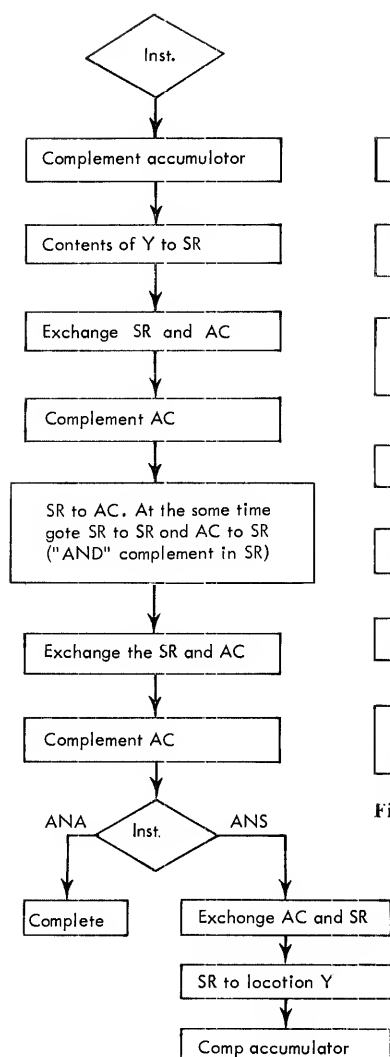 Inst.
Complement accumulotor
Contents of Y to SR
Exchange SR and AC
Complement AC
SR to AC. At the some time
gote SR to SR ond AC to SR
("AND" complement in SR)
Exchange the SR and AC
Complement AC
ANA
Inst.
ANS
Complete
Exchonge AC and SR
SR to locotion Y
Comp accumulator
Fi